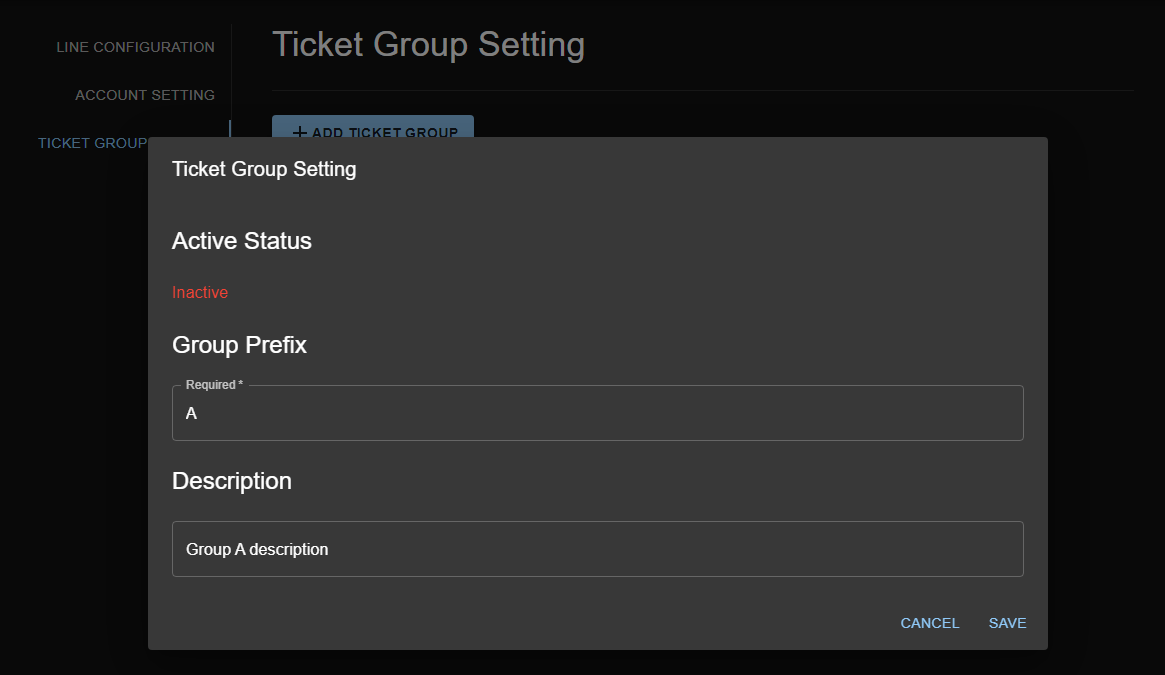 LINE CONFIGURATION
ACCOUNT SETTING
TICKET GROUP
Ticket Group Setting
+ ADD TICKET GROUP
Ticket Group Setting
Active Status
Inactive
Group Prefix
Required *
A
Description
Group A description
CANCEL
SAVE